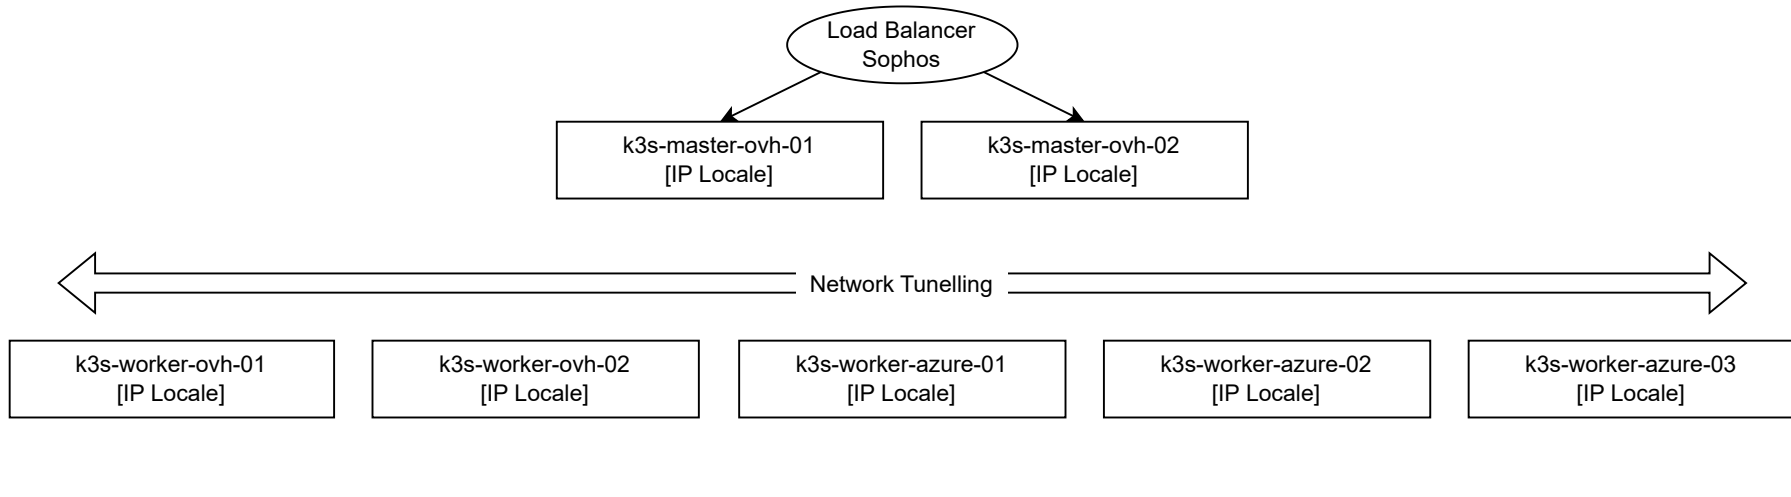 Load Balancer
Sophos
k3s-master-ovh-01
[IP Locale]
k3s-master-ovh-02
[IP Locale]
Network Tunelling
k3s-worker-ovh-01
[IP Locale]
k3s-worker-ovh-02
[IP Locale]
k3s-worker-azure-01
[IP Locale]
k3s-worker-azure-02
[IP Locale]
k3s-worker-azure-03
[IP Locale]